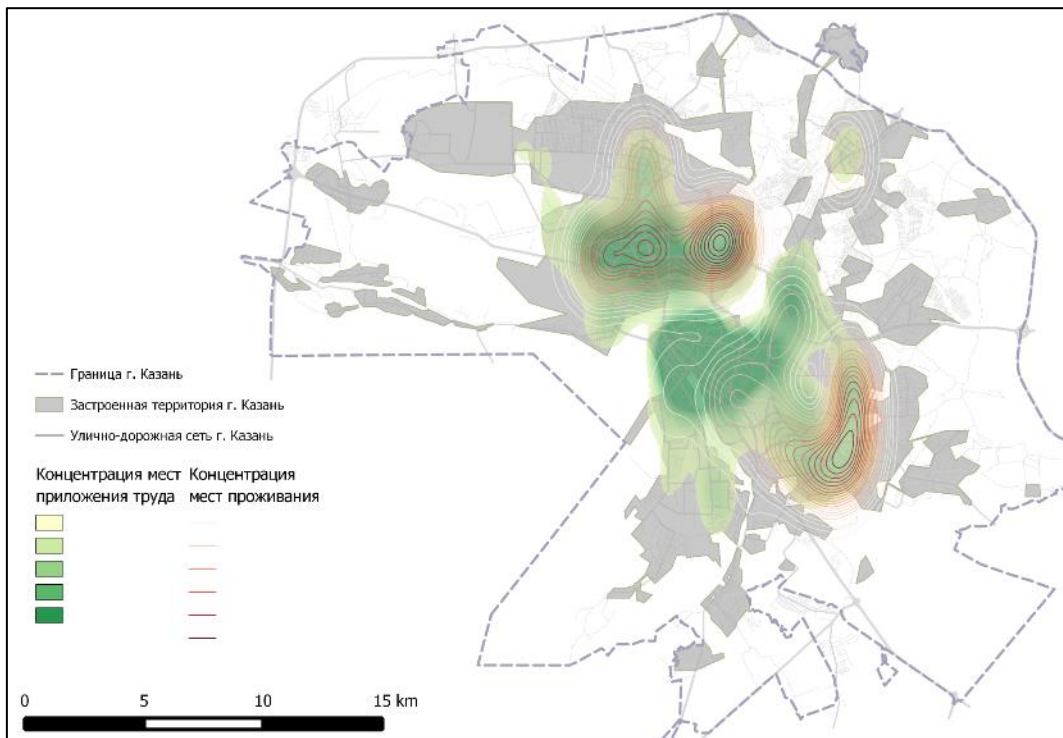 Граница г. Казань
Застроенная территория г. Казань
Улично-дорожная сеть г. Казань
Концентрация мест приложения труда
Концентрация мест проживания
0 5 10 15 km